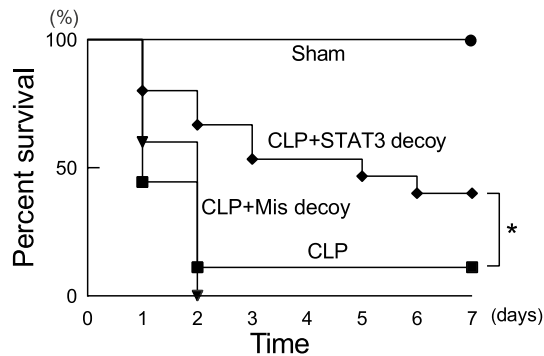 (%)
100
Sham
Percent survival
CLP+STAT3 decoy
50
CLP+Mis decoy
*
CLP
0
0 1 2 3 4 5 6 7 (days)
Time